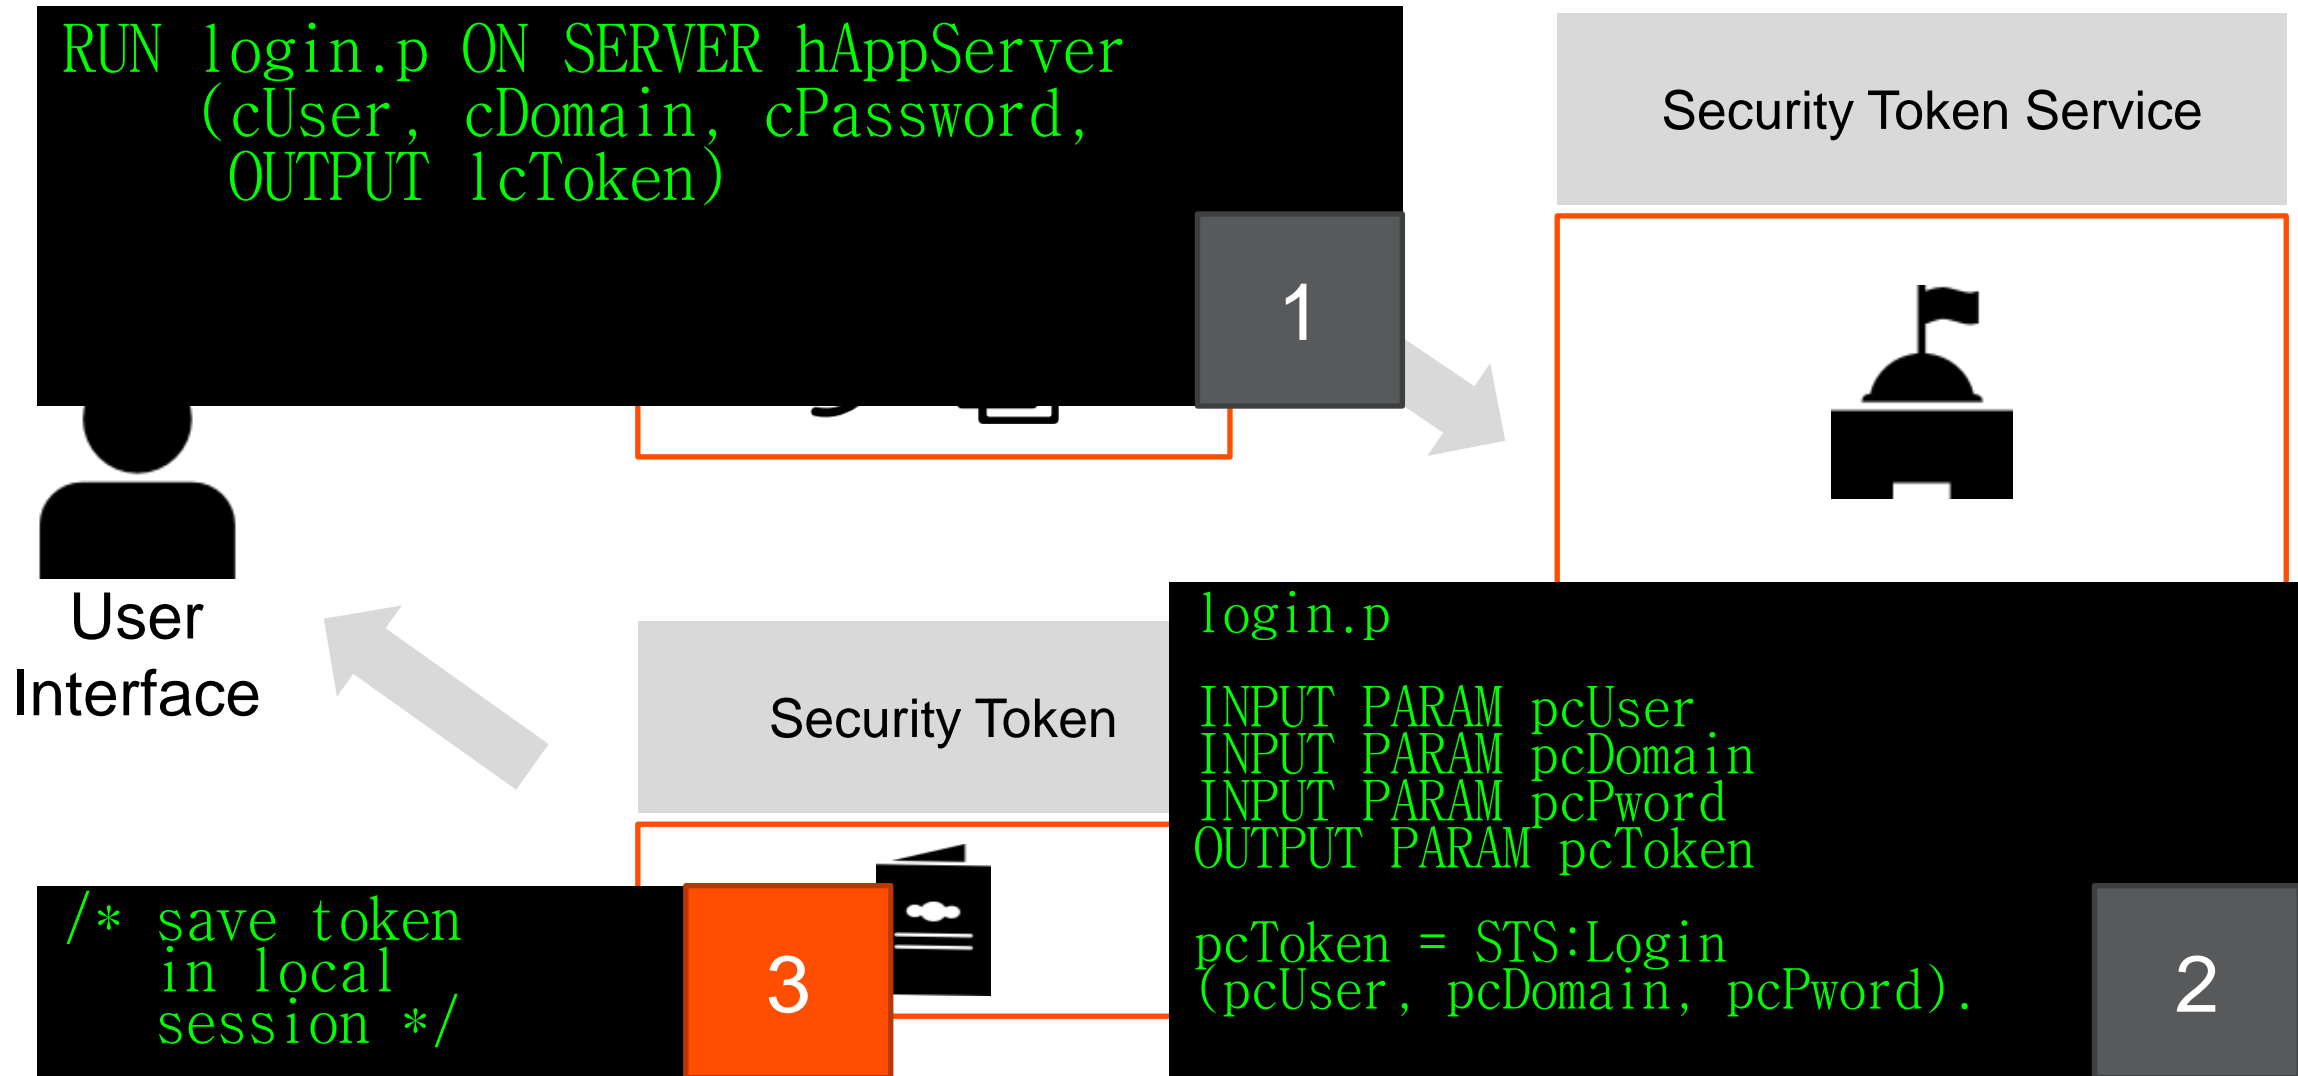 RUN login.p ON SERVER hAppServer
(cUser, cDomain, cPassword,
OUTPUT lcToken)
1
Security Token Service
User
Interface
Security Token
login.p
INPUT PARAM pcUser
INPUT PARAM pcDomain
INPUT PARAM pcPword
OUTPUT PARAM pcToken
pcToken = STS:Login
(pcUser, pcDomain, pcPword).
2
/* save token
in local
session */
3